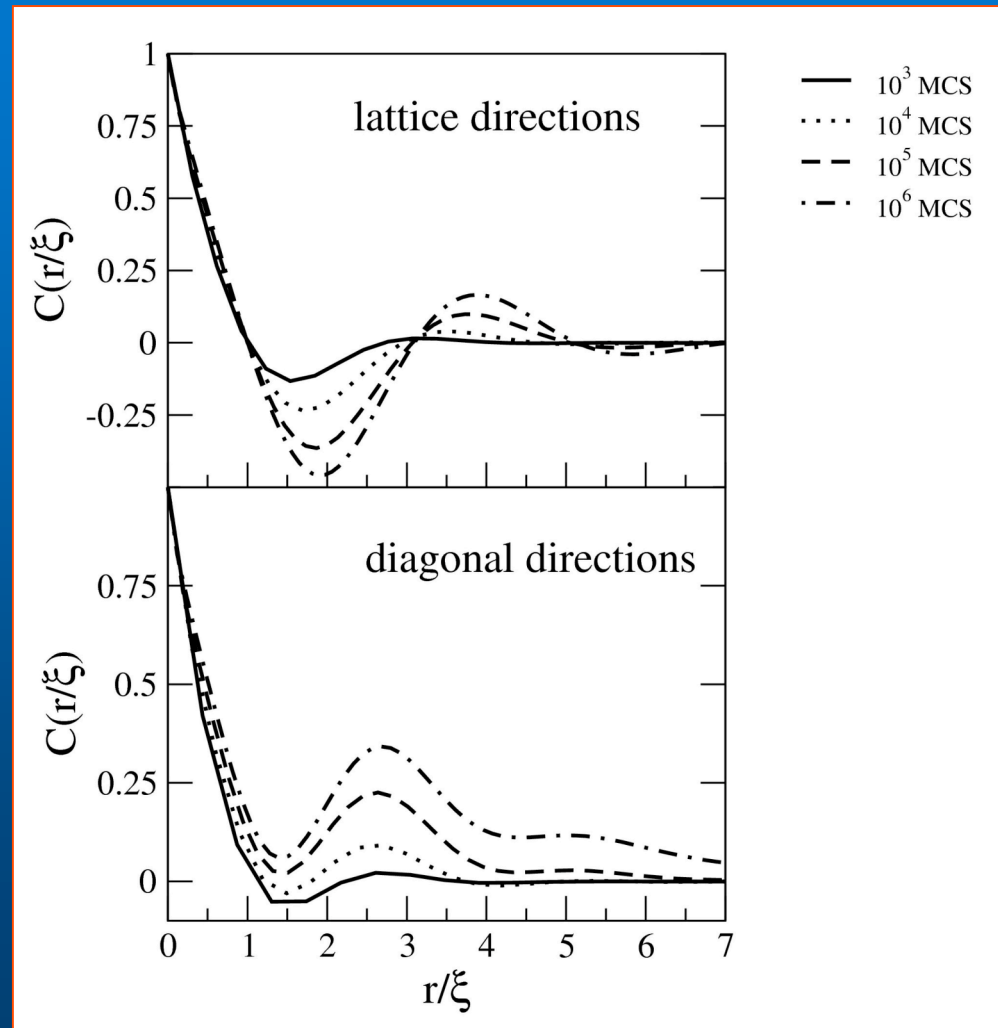 1
0.75
0.5
0.25
0
-0.25
C(r/ξ)
lattice directions
10³ MCS
10⁴ MCS
10⁵ MCS
10⁶ MCS
0.75
0.5
0.25
0
C(r/ξ)
diagonal directions
0 1 2 3 4 5 6 7
r/ξ